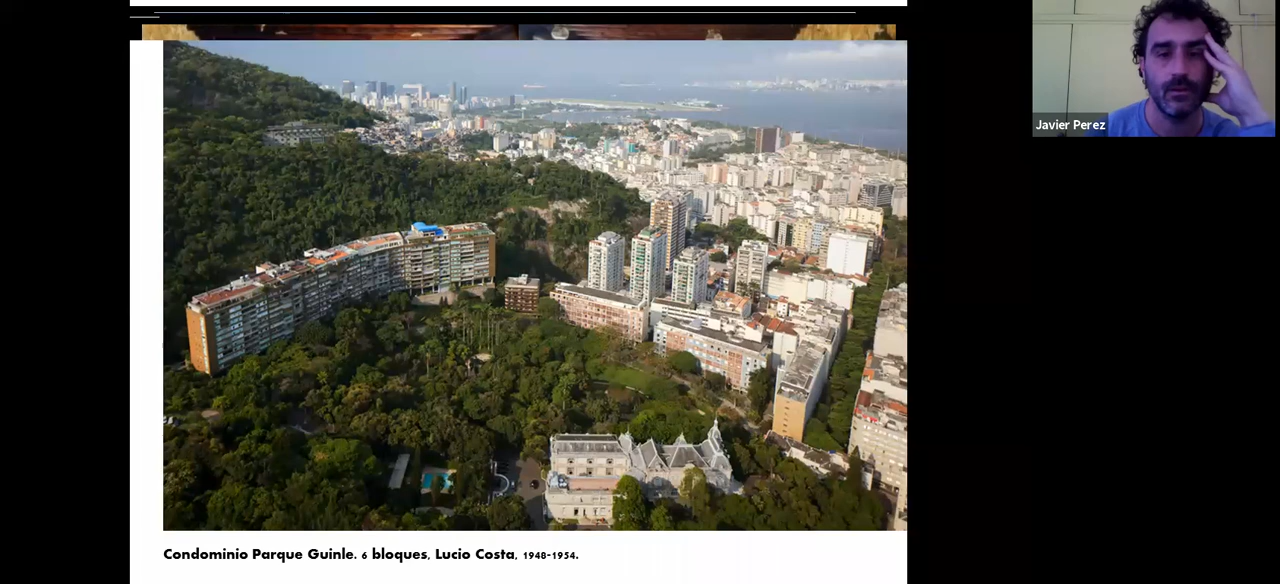 Javier Perez
Condominio Parque Guinle. 6 bloques, Lucio Costa, 1948-1954.